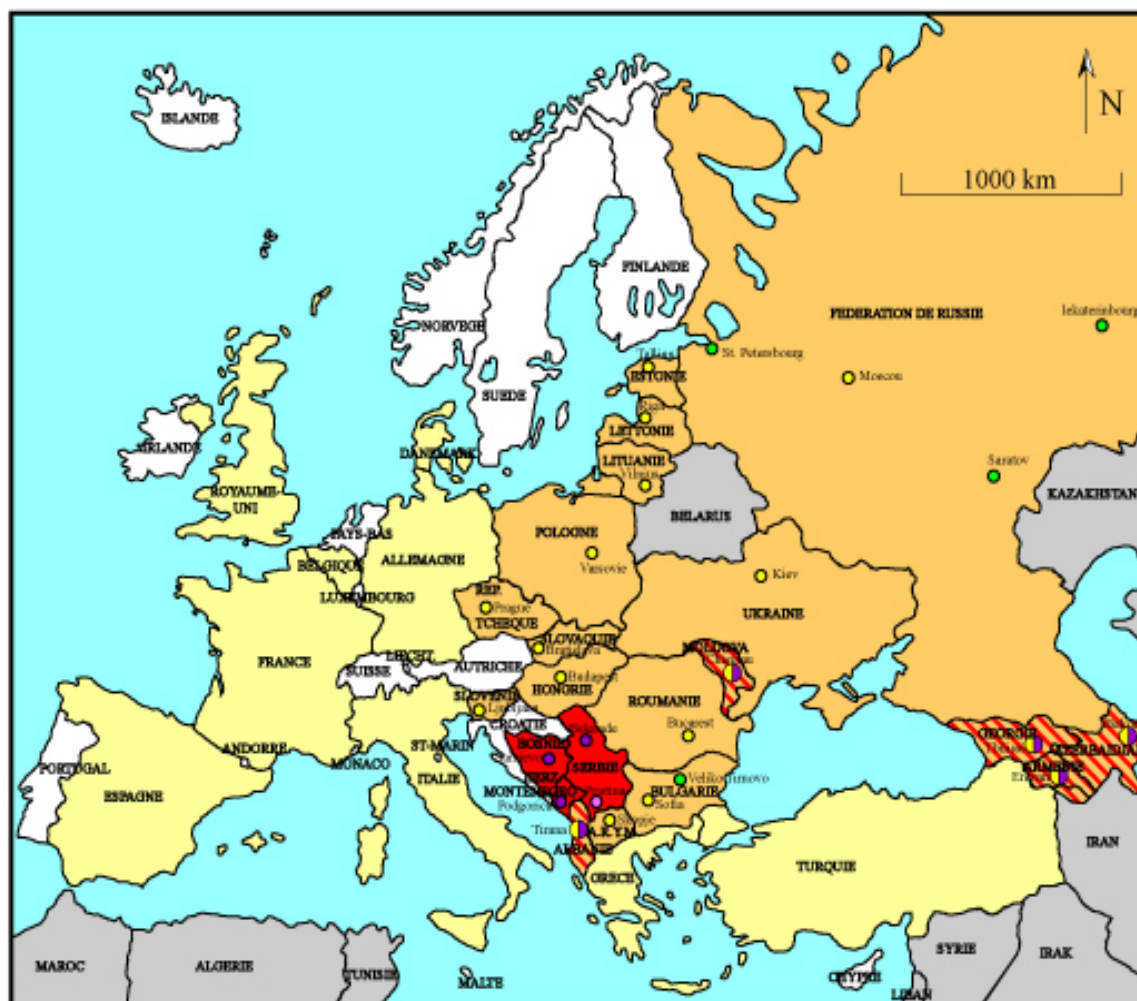 ISLANDE
N
1000 km
FINLANDE
FEDERATION DE RUSSIE
Iekaterinbourg
NORVEGE
St. Petersbourg
Tallinn
ESTONIE
Moscou
SUEDE
Riga
LETTONIE
IRLANDE
DANEMARK
LITUANIE
Vilnius
Saratov
KAZAKHSTAN
ROYAUME-
UNI
BELARUS
PAYS-BAS
POLOGNE
ALLEMAGNE
BELGIQUE
Varsovie
Kiev
LUXEMBOURG
REP.
Prague
TCHEQUE
UKRAINE
SLOVAQUIE
Bratislava
MOLDOVA
FRANCE
LIECHT
SUISSE
AUTRICHE
Budapest
HONGRIE
SLOVENIE
Ljubljana
ROUMANIE
CROATIE
Bucarest
GEORGIE
ANDORRE
ST-MARIN
MONACO
BOSNIE
SERBIE
AZERBAIDJAN
PORTUGAL
ITALIE
HERZ.
ARMENIE
ESPAGNE
MONTENEGRO
Podgorica
Pristina
BULGARIE
Veliko Tirnovo
Sofia
Skopje
Tirana
A.R.Y.M.
ALBANIE
GRECE
TURQUIE
IRAN
MAROC
ALGERIE
TUNISIE
MALTE
CHYPRE
SYRIE
IRAK
LIBAN